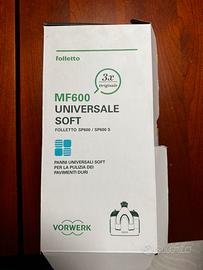 folletto
3x
Originale
MF600
UNIVERSALE
SOFT
FOLLETTO SP600 / SP600 S
PANNI UNIVERSALI SOFT
PER LA PULIZIA DEI
PAVIMENTI DURI
VORWERK